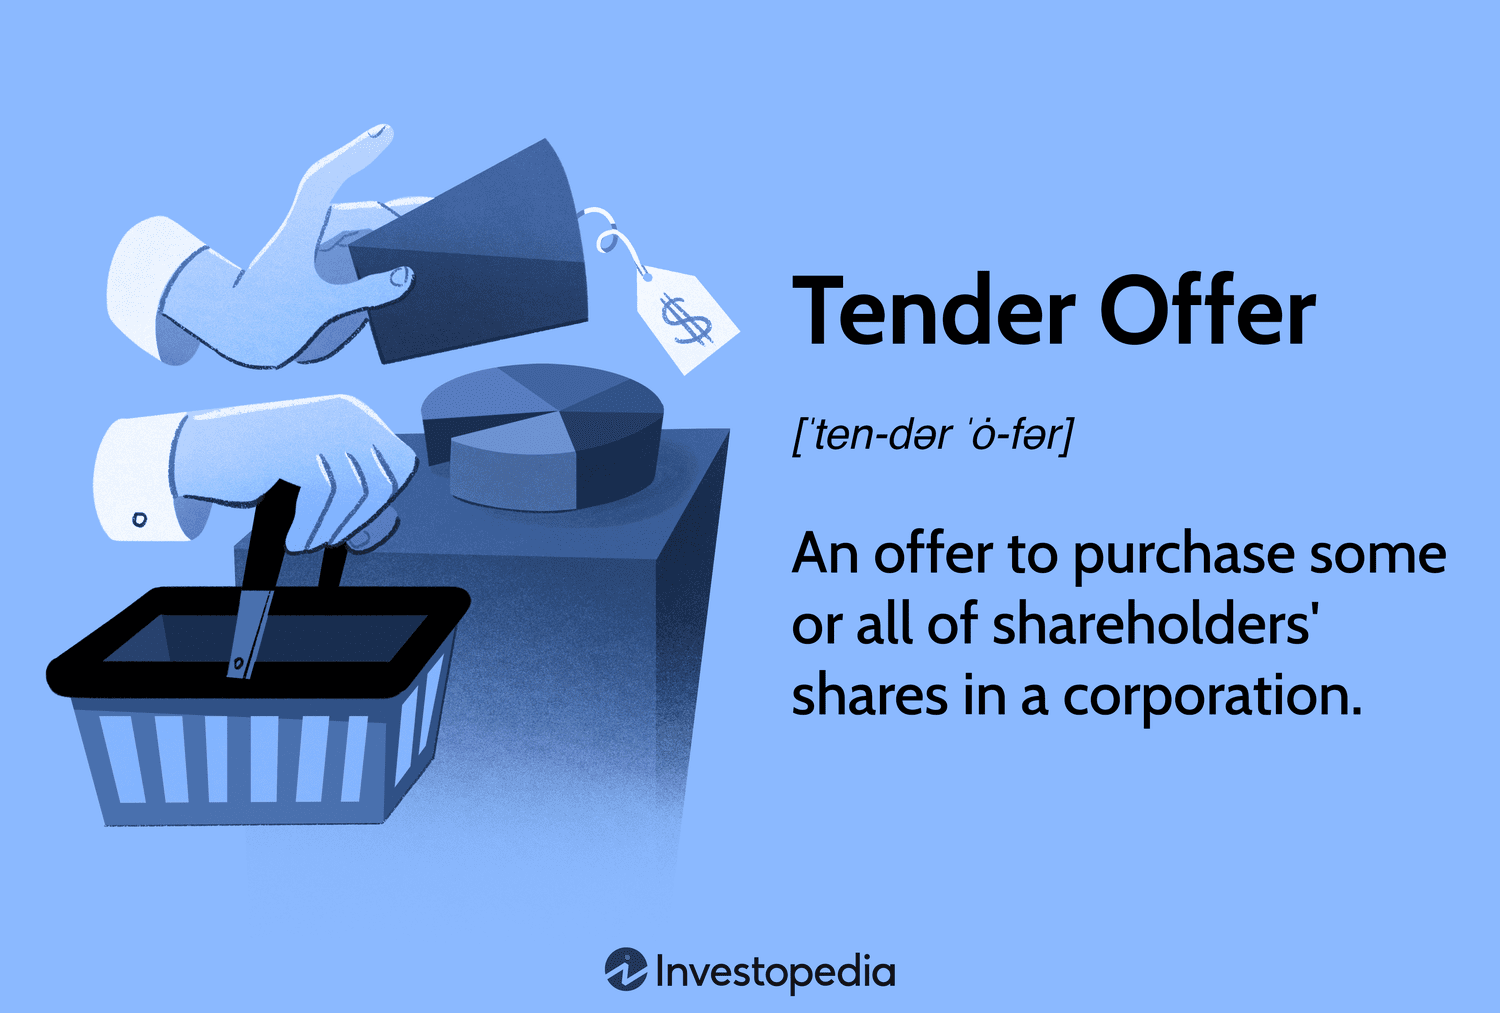 $
Tender Offer
[ˈten-dər ˈȯ-fər]
An offer to purchase some
or all of shareholders'
shares in a corporation.
Investopedia